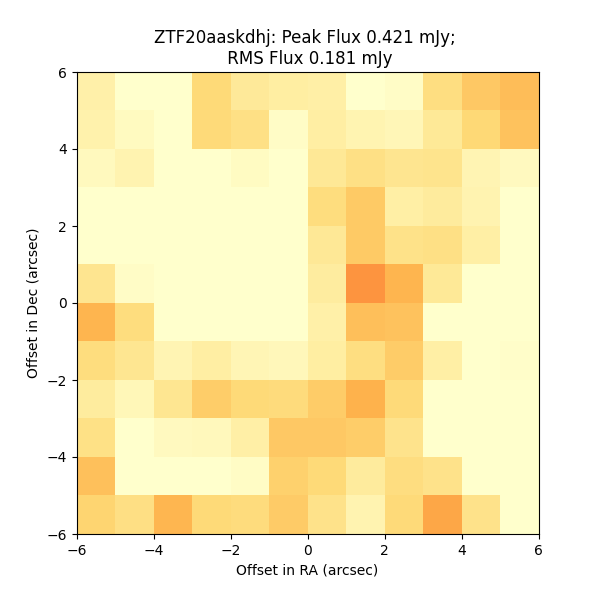 ZTF20aaskdhj: Peak Flux 0.421 mJy;
RMS Flux 0.181 mJy
6
4
2
0
−2
−4
−6
Offset in Dec (arcsec)
−6 −4 −2 0 2 4 6
Offset in RA (arcsec)